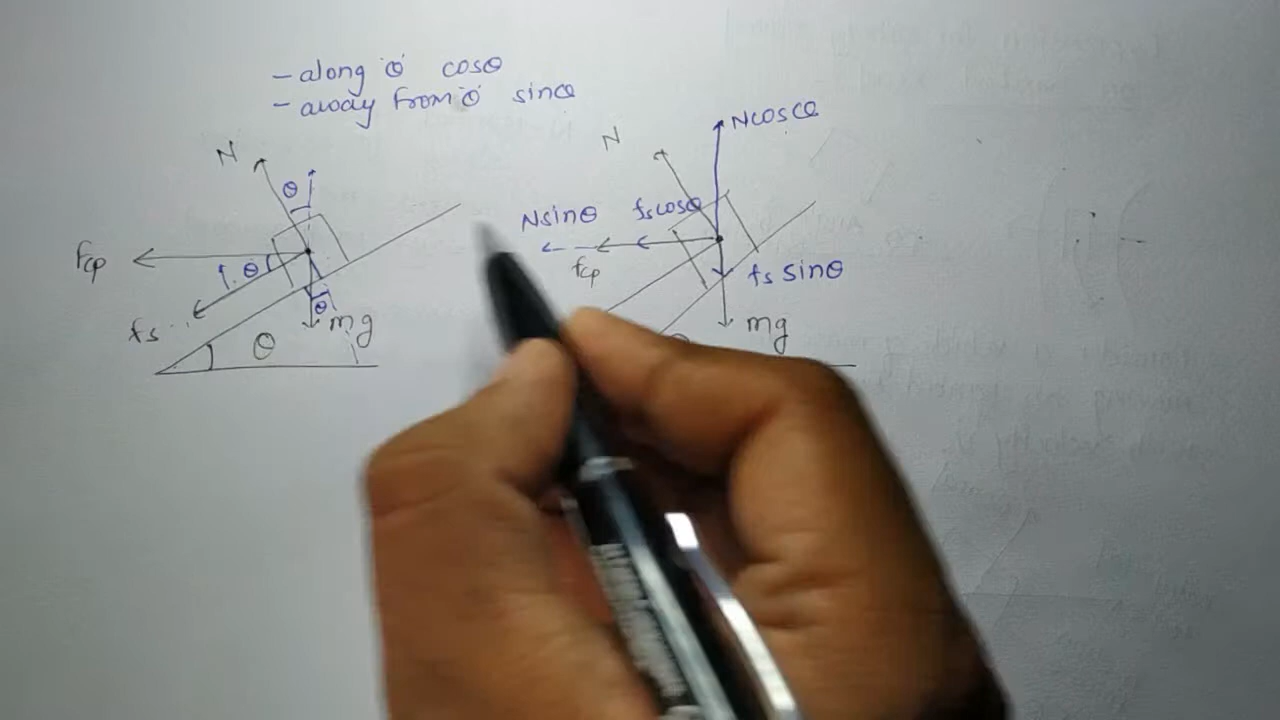 - along θ cosθ
- away from θ sinθ
N
θ
fcp
θ
fs
θ
mg
θ
N
Ncosθ
Nsinθ
fscosθ
fcp
fs sinθ
mg